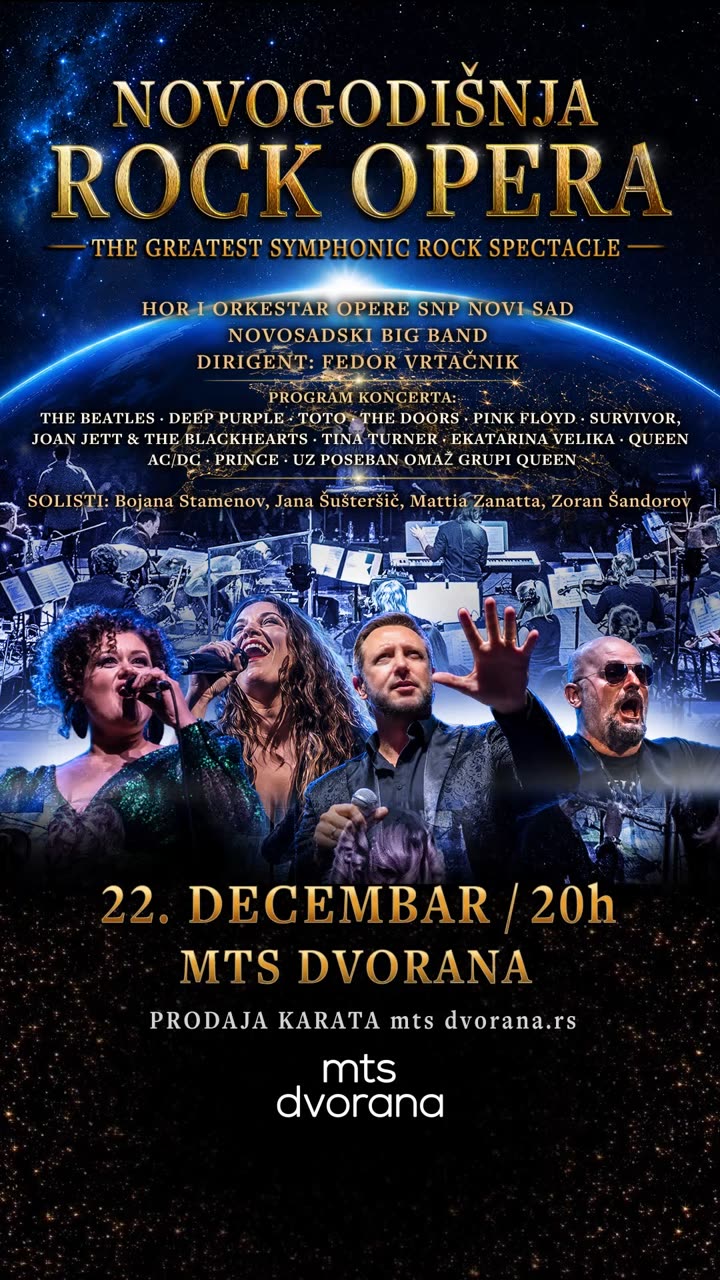 NOVOGODIŠNJA
ROCK OPERA
THE GREATEST SYMPHONIC ROCK SPECTACLE
HOR I ORKESTAR OPERE SNP NOVI SAD
NOVOSADSKI BIG BAND
DIRIGENT: FEDOR VRTAČNIK
PROGRAM KONCERTA:
THE BEATLES · DEEP PURPLE · TOTO · THE DOORS · PINK FLOYD · SURVIVOR,
JOAN JETT & THE BLACKHEARTS · TINA TURNER · EKATARINA VELIKA · QUEEN
AC/DC · PRINCE · UZ POSEBAN OMAŽ GRUPI QUEEN
SOLISTI: Bojana Stamenov, Jana Šušteršič, Mattia Zanatta, Zoran Šandorov
22. DECEMBAR / 20h
MTS DVORANA
PRODAJA KARATA mts dvorana.rs
mts
dvorana